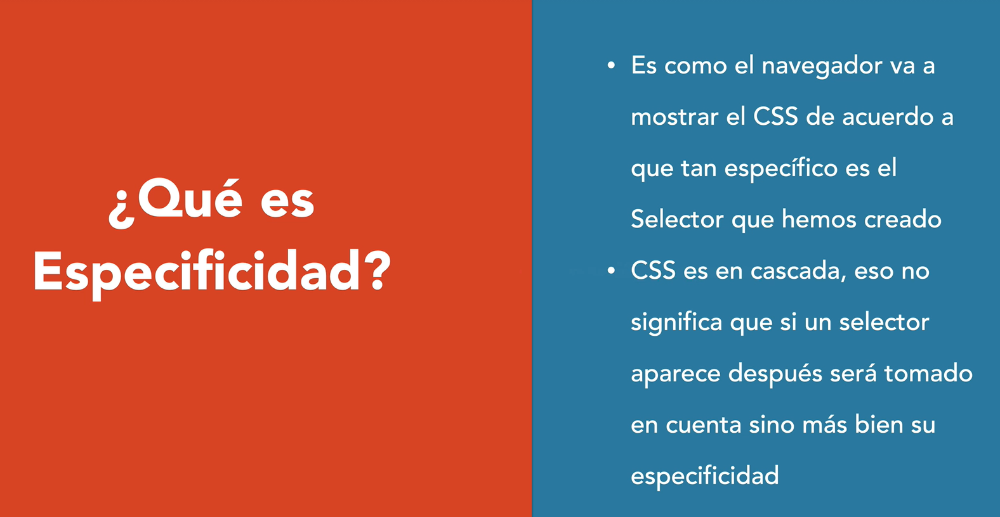 ¿Qué es
Especificidad?
• Es como el navegador va a
mostrar el CSS de acuerdo a
que tan específico es el
Selector que hemos creado
• CSS es en cascada, eso no
significa que si un selector
aparece después será tomado
en cuenta sino más bien su
especificidad